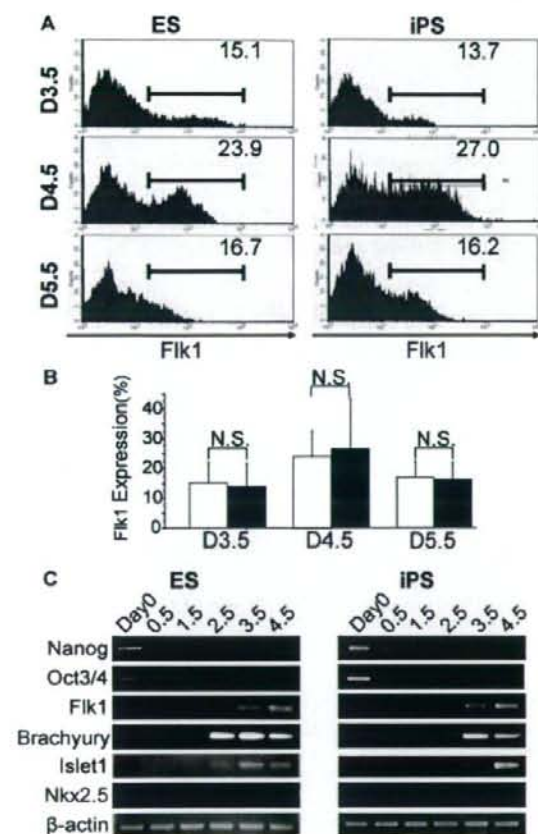 A ES iPS
D3.5 15.1 13.7
D4.5 23.9 27.0
D5.5 16.7 16.2
Flk1 Flk1
B
Flk1 Expression(%)
40
30
20
10
0
N.S. N.S. N.S.
D3.5 D4.5 D5.5
C ES iPS
Day0 0.5 1.5 2.5 3.5 4.5 Day0 0.5 1.5 2.5 3.5 4.5
Nanog
Oct3/4
Flk1
Brachyury
Islet1
Nkx2.5
β-actin